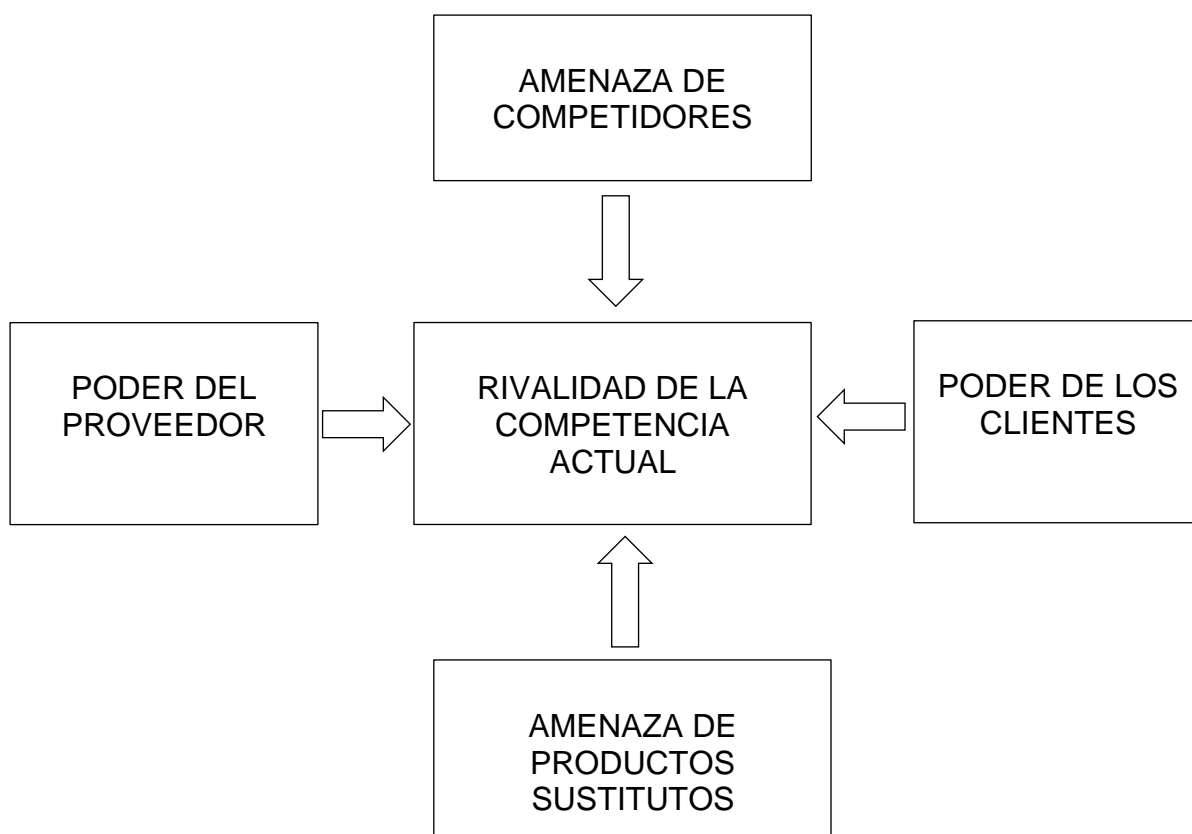 AMENAZA DE
COMPETIDORES
PODER DEL
PROVEEDOR
RIVALIDAD DE LA
COMPETENCIA
ACTUAL
PODER DE LOS
CLIENTES
AMENAZA DE
PRODUCTOS
SUSTITUTOS